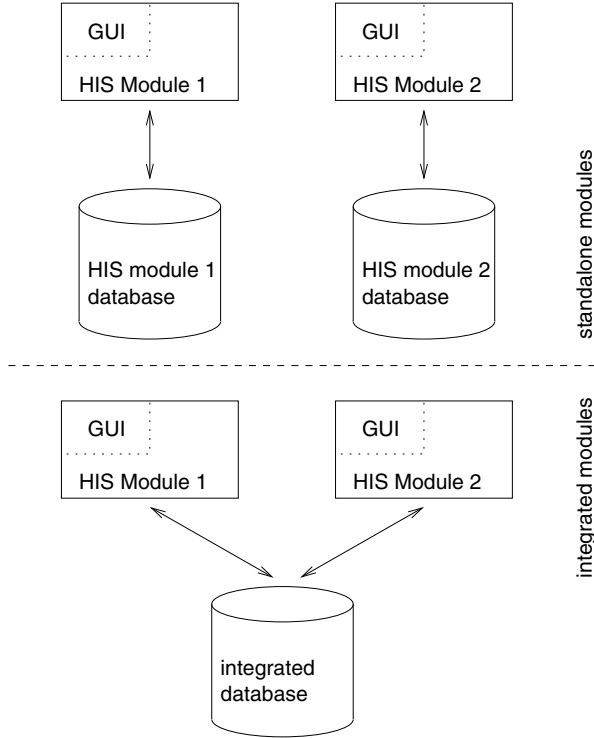 GUI
HIS Module 1
GUI
HIS Module 2
HIS module 1
database
HIS module 2
database
standalone modules
GUI
HIS Module 1
GUI
HIS Module 2
integrated
database
integrated modules